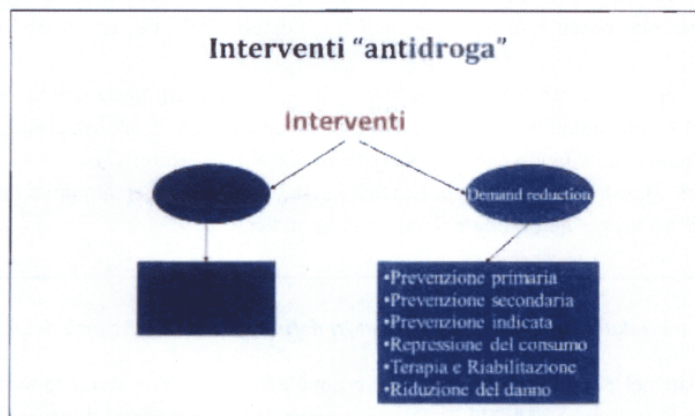 Interventi “antidroga”
Interventi
Demand reduction
•Prevenzione primaria
•Prevenzione secondaria
•Prevenzione indicata
•Repressione del consumo
•Terapia e Riabilitazione
•Riduzione del danno